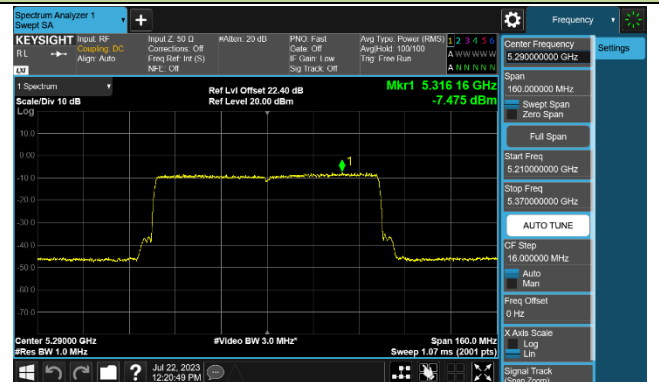 Spectrum Analyzer 1
Swept SA
+
Frequency
KEYSIGHT
RL
LXI
Input: RF
Coupling: DC
Align: Auto
Input Z: 50 Ω
Corrections: Off
Freq Ref: Int (S)
NFE: Off
#Atten: 20 dB
PNO: Fast
Gate: Off
IF Gain: Low
Sig Track: Off
Avg Type: Power (RMS)
Avg|Hold: 100/100
Trig: Free Run
1 2 3 4 5 6
A W W W W W
A N N N N N
1 Spectrum
Scale/Div 10 dB
Log
Ref Lvl Offset 22.40 dB
Ref Level 20.00 dBm
Mkr1 5.316 16 GHz
-7.475 dBm
10.0
0.00
-10.0
-20.0
-30.0
-40.0
-50.0
-60.0
-70.0
1
Center 5.29000 GHz
#Res BW 1.0 MHz
#Video BW 3.0 MHz*
Span 160.0 MHz
Sweep 1.07 ms (2001 pts)
?
Jul 22, 2023
12:20:49 PM
Center Frequency
5.290000000 GHz
Settings
Span
160.000000 MHz
Swept Span
Zero Span
Full Span
Start Freq
5.210000000 GHz
Stop Freq
5.370000000 GHz
AUTO TUNE
CF Step
16.000000 MHz
Auto
Man
Freq Offset
0 Hz
X Axis Scale
Log
Lin
Signal Track
(Span Zoom)